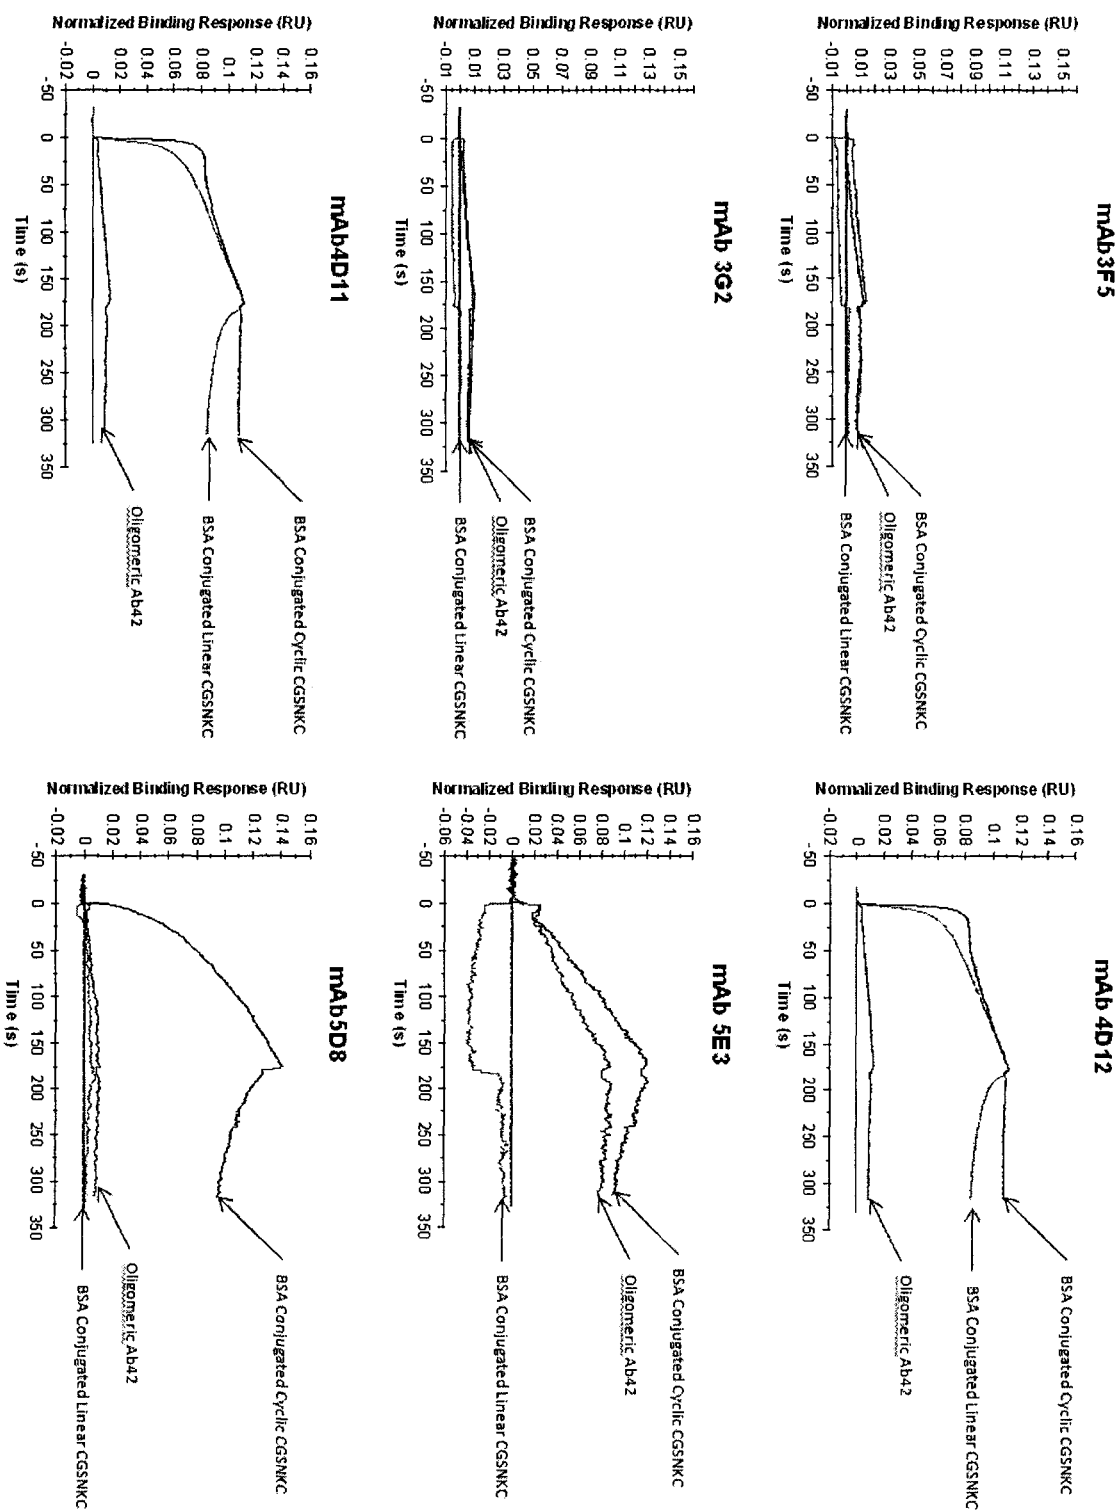 mAb3F5
Normalized Binding Response (RU)
0.15
0.13
0.11
0.09
0.07
0.05
0.03
0.01
-0.01
-50 0 50 100 150 200 250 300 350
Time (s)
BSA Conjugated Cyclic CGSNKC
Oligomeric Ab42
BSA Conjugated Linear CGSNKC
mAb 4D12
Normalized Binding Response (RU)
0.16
0.14
0.12
0.1
0.08
0.06
0.04
0.02
0
-0.02
-50 0 50 100 150 200 250 300 350
Time (s)
BSA Conjugated Cyclic CGSNKC
BSA Conjugated Linear CGSNKC
Oligomeric Ab42
mAb 3G2
Normalized Binding Response (RU)
0.15
0.13
0.11
0.09
0.07
0.05
0.03
0.01
-0.01
-50 0 50 100 150 200 250 300 350
Time (s)
BSA Conjugated Cyclic CGSNKC
Oligomeric Ab42
BSA Conjugated Linear CGSNKC
mAb 5E3
Normalized Binding Response (RU)
0.16
0.14
0.12
0.1
0.08
0.06
0.04
0.02
0
-0.02
-0.04
-0.06
-50 0 50 100 150 200 250 300 350
Time (s)
BSA Conjugated Cyclic CGSNKC
Oligomeric Ab42
BSA Conjugated Linear CGSNKC
mAb4D11
Normalized Binding Response (RU)
0.16
0.14
0.12
0.1
0.08
0.06
0.04
0.02
0
-0.02
-50 0 50 100 150 200 250 300 350
Time (s)
BSA Conjugated Cyclic CGSNKC
BSA Conjugated Linear CGSNKC
Oligomeric Ab42
mAb5D8
Normalized Binding Response (RU)
0.16
0.14
0.12
0.1
0.08
0.06
0.04
0.02
0
-0.02
-50 0 50 100 150 200 250 300 350
Time (s)
BSA Conjugated Cyclic CGSNKC
Oligomeric Ab42
BSA Conjugated Linear CGSNKC